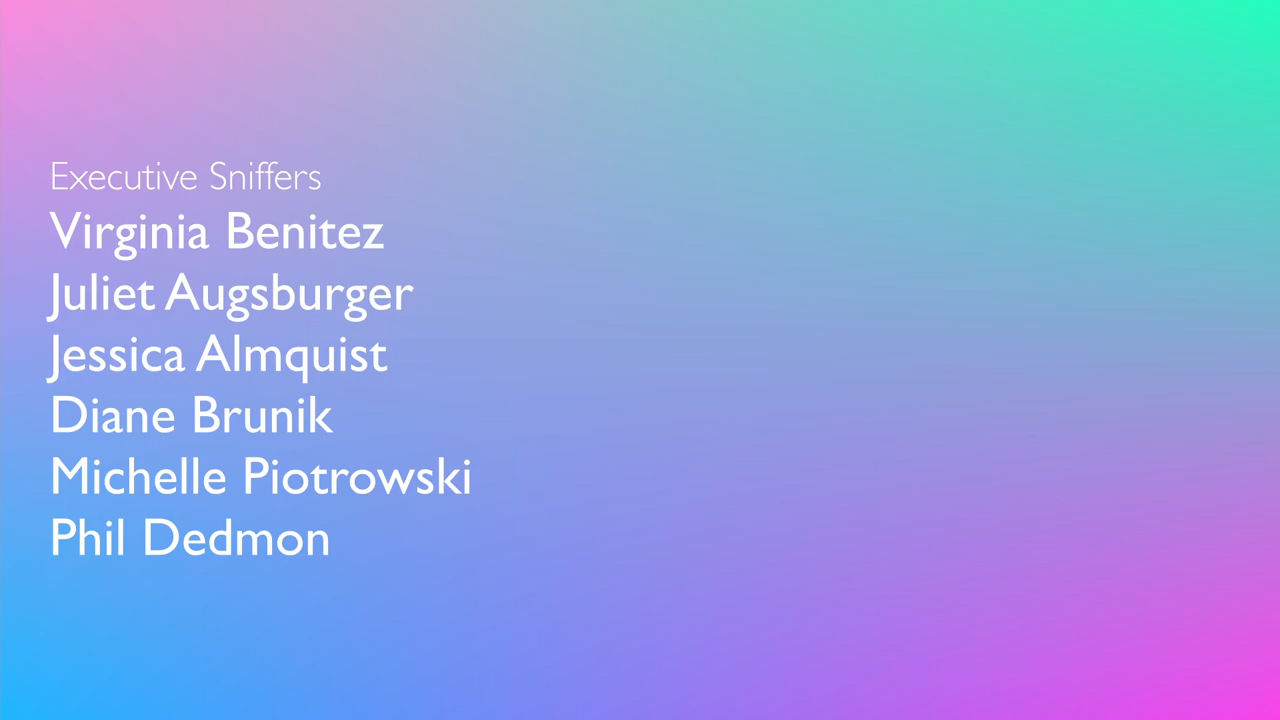 Executive Sniffers
Virginia Benitez
Juliet Augsburger
Jessica Almquist
Diane Brunik
Michelle Piotrowski
Phil Dedmon